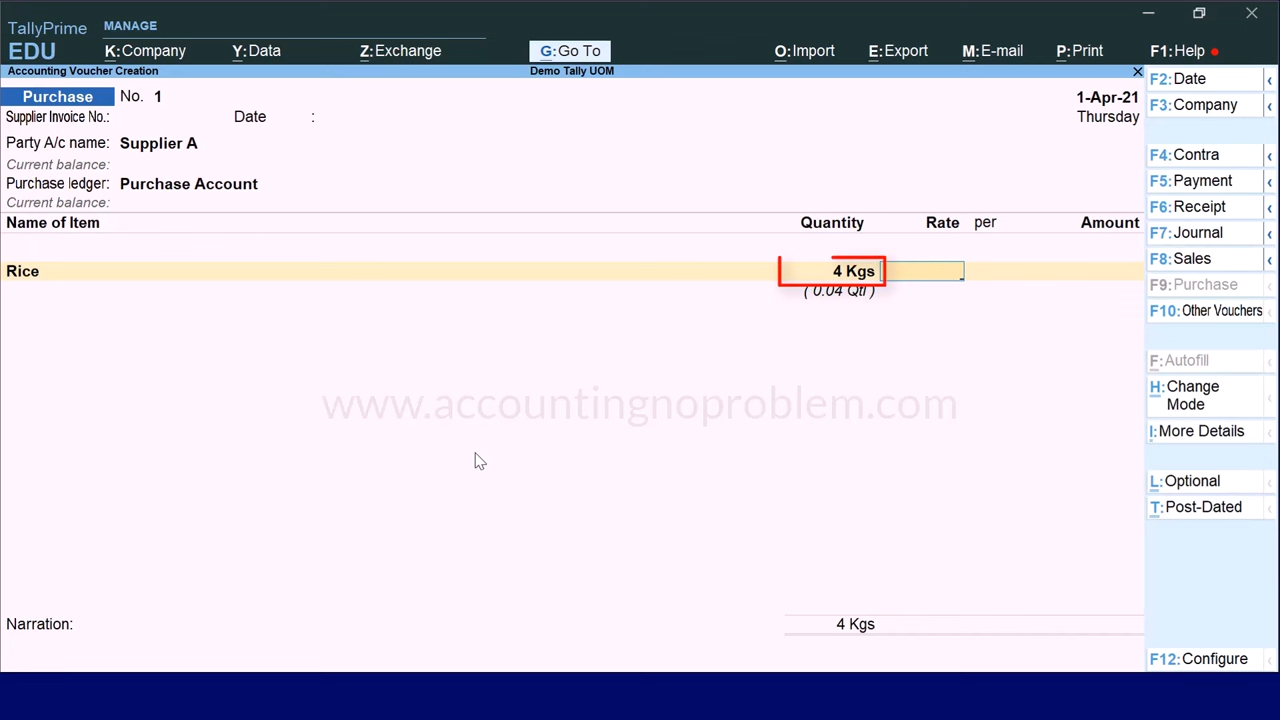 TallyPrime MANAGE
EDU K:Company Y:Data Z:Exchange G:Go To O:Import E:Export M:E-mail P:Print F1:Help
Accounting Voucher Creation Demo Tally UOM
Purchase No. 1 1-Apr-21
Supplier Invoice No.: Date : Thursday
Party A/c name: Supplier A
Current balance:
Purchase ledger: Purchase Account
Current balance:
Name of Item Quantity Rate per Amount
Rice 4 Kgs
( 0.04 Qtl )
www.accountingnoproblem.com
Narration: 4 Kgs
F2:Date
F3:Company
F4:Contra
F5:Payment
F6:Receipt
F7:Journal
F8:Sales
F9:Purchase
F10:Other Vouchers
F:Autofill
H:Change
Mode
I:More Details
L:Optional
T:Post-Dated
F12:Configure